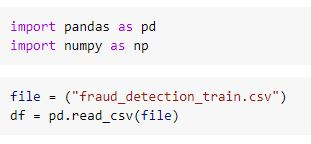 import pandas as pd
import numpy as np
file = ("fraud_detection_train.csv")
df = pd.read_csv(file)